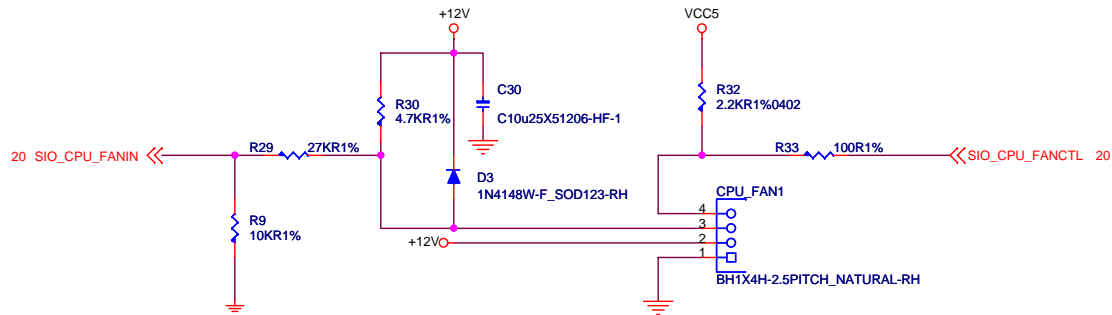 +12V
VCC5
R30
4.7KR1%
C30
C10u25X51206-HF-1
R32
2.2KR1%0402
20 SIO_CPU_FANIN
R29
27KR1%
R33
100R1%
SIO_CPU_FANCTL 20
D3
1N4148W-F_SOD123-RH
CPU_FAN1
R9
10KR1%
4
3
+12V
2
1
BH1X4H-2.5PITCH_NATURAL-RH